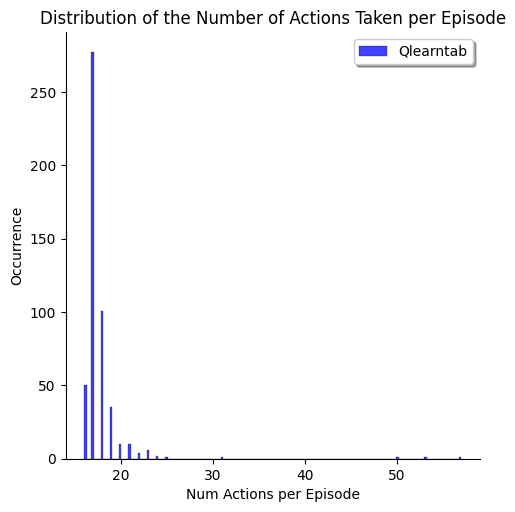 Distribution of the Number of Actions Taken per Episode
Qlearntab
Occurrence
250
200
150
100
50
0
20 30 40 50
Num Actions per Episode